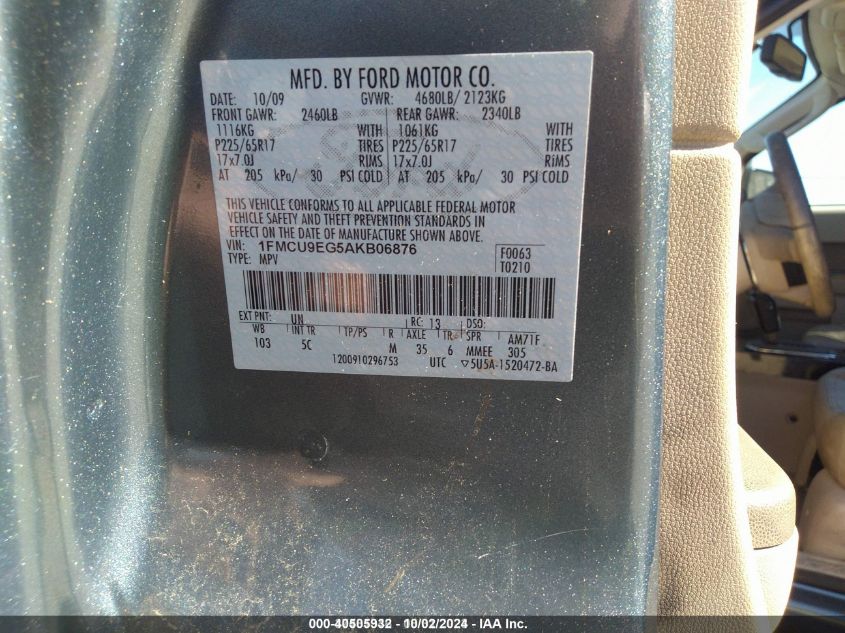 MFD. BY FORD MOTOR CO.
DATE: 10/09 GVWR: 4680LB/ 2123KG
FRONT GAWR: 2460LB REAR GAWR: 2340LB
1116KG WITH 1061KG WITH
P225/65R17 TIRES P225/65R17 TIRES
17x7.0J RIMS 17x7.0J RIMS
AT 205 kPa/ 30 PSI COLD AT 205 kPa/ 30 PSI COLD
THIS VEHICLE CONFORMS TO ALL APPLICABLE FEDERAL MOTOR
VEHICLE SAFETY AND THEFT PREVENTION STANDARDS IN
EFFECT ON THE DATE OF MANUFACTURE SHOWN ABOVE.
VIN: 1FMCU9EG5AKB06876 F0063
TYPE: MPV T0210
EXT PNT: UN RC: 13 DSO:
WB INT TR TP/PS R AXLE TR SPR AM71F
103 5C M 35 6 MMEE 305
1200910296753 UTC ▽5U5A-1520472-BA
000-40505932 - 10/02/2024 - IAA Inc.